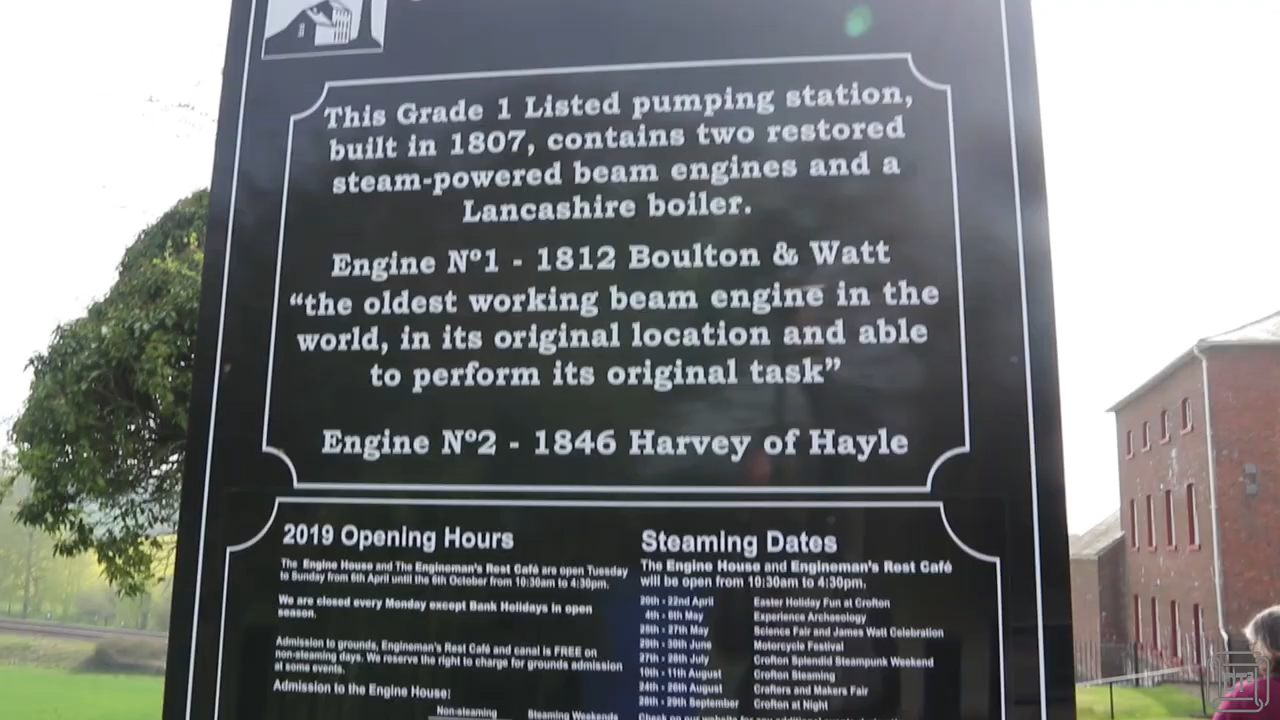 This Grade 1 Listed pumping station,
built in 1807, contains two restored
steam-powered beam engines and a
Lancashire boiler.
Engine Nº1 - 1812 Boulton & Watt
“the oldest working beam engine in the
world, in its original location and able
to perform its original task”
Engine Nº2 - 1846 Harvey of Hayle
2019 Opening Hours
The Engine House and The Engineman's Rest Café are open Tuesday
to Sunday from 6th April until the 6th October from 10:30am to 4:30pm.
We are closed every Monday except Bank Holidays in open
season.
Admission to grounds, Engineman's Rest Café and canal is FREE on
non-steaming days. We reserve the right to charge for grounds admission
at some events.
Admission to the Engine House:
Non-steaming Steaming Weekends
Steaming Dates
The Engine House and Engineman's Rest Café
will be open from 10:30am to 4:30pm.
20th - 22nd April Easter Holiday Fun at Crofton
4th - 6th May Experience Archaeology
25th - 27th May Science Fair and James Watt Celebration
29th - 30th June Motorcycle Festival
27th - 28th July Crofton Splendid Steampunk Weekend
10th - 11th August Crofton Steaming
24th - 26th August Crafters and Makers Fair
28th - 29th September Crofton at Night